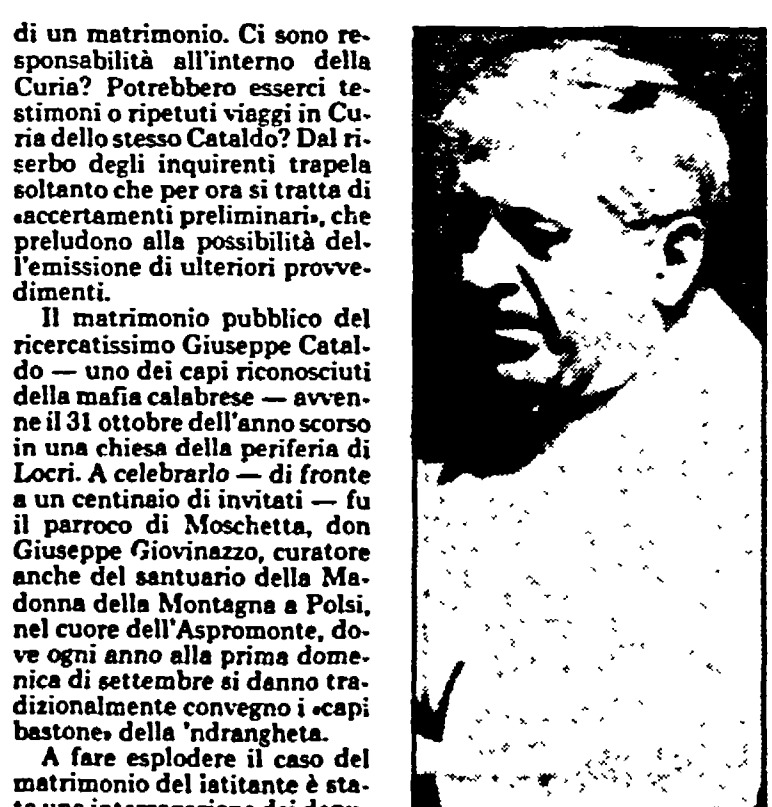 di un matrimonio. Ci sono re-
sponsabilità all'interno della
Curia? Potrebbero esserci te-
stimoni o ripetuti viaggi in Cu-
ria dello stesso Cataldo? Dal ri-
serbo degli inquirenti trapela
soltanto che per ora si tratta di
«accertamenti preliminari», che
preludono alla possibilità del-
l'emissione di ulteriori provve-
dimenti.
Il matrimonio pubblico del
ricercatissimo Giuseppe Catal-
do — uno dei capi riconosciuti
della mafia calabrese — avven-
ne il 31 ottobre dell'anno scorso
in una chiesa della periferia di
Locri. A celebrarlo — di fronte
a un centinaio di invitati — fu
il parroco di Moschetta, don
Giuseppe Giovinazzo, curatore
anche del santuario della Ma-
donna della Montagna a Polsi,
nel cuore dell'Aspromonte, do-
ve ogni anno alla prima dome-
nica di settembre si danno tra-
dizionalmente convegno i «capi
bastone» della 'ndrangheta.
A fare esplodere il caso del
matrimonio del latitante è sta-